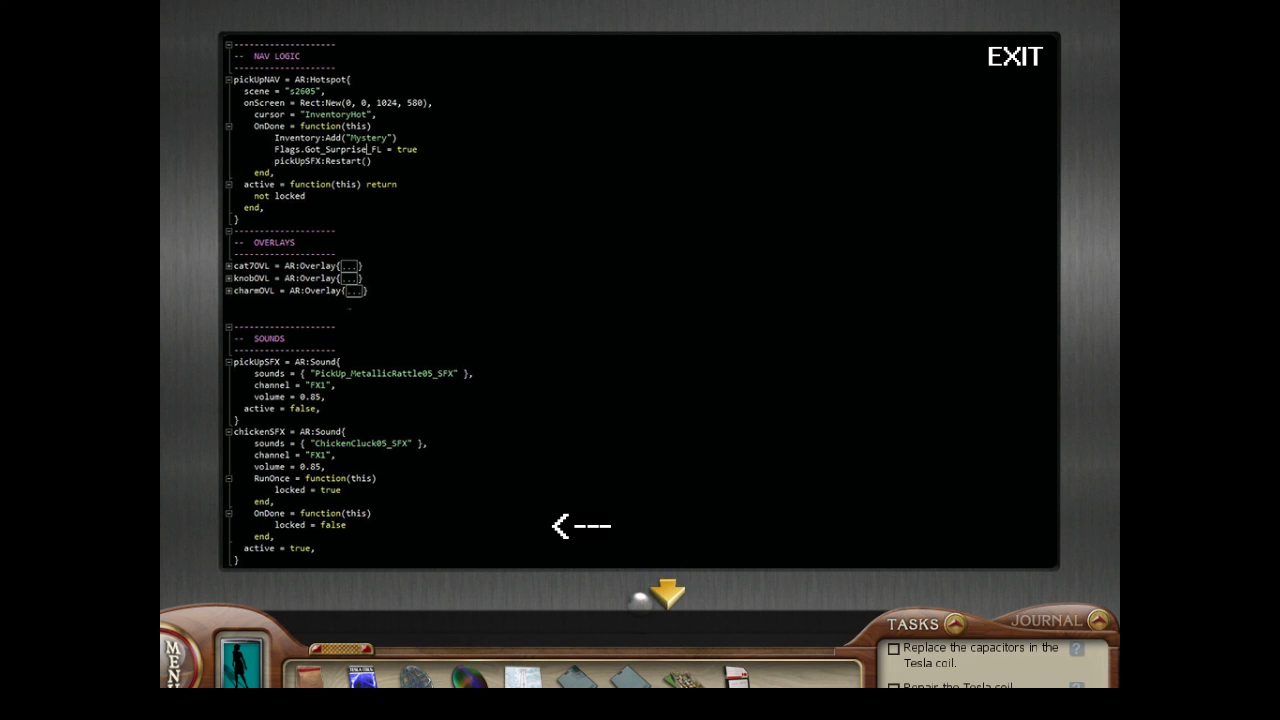 EXIT
--------------------
-- NAV LOGIC
--------------------
pickUpNAV = AR:Hotspot{
scene = "s2605",
onScreen = Rect:New(0, 0, 1024, 580),
cursor = "InventoryHot",
OnDone = function(this)
Inventory:Add("Mystery")
Flags.Got_Surprise_FL = true
pickUpSFX:Restart()
end,
active = function(this) return
not locked
end,
}
--------------------
-- OVERLAYS
--------------------
cat7OVL = AR:Overlay{...}
knobOVL = AR:Overlay{...}
charmOVL = AR:Overlay{...}
--------------------
-- SOUNDS
--------------------
pickUpSFX = AR:Sound{
sounds = { "PickUp_MetallicRattle05_SFX" },
channel = "FX1",
volume = 0.85,
active = false,
}
chickenSFX = AR:Sound{
sounds = { "ChickenCluck05_SFX" },
channel = "FX1",
volume = 0.85,
RunOnce = function(this)
locked = true
end,
OnDone = function(this)
locked = false
end,
active = true,
}
<---
MENU
TASKS
JOURNAL
Replace the capacitors in the ?
Tesla coil.
Repair the Tesla coil